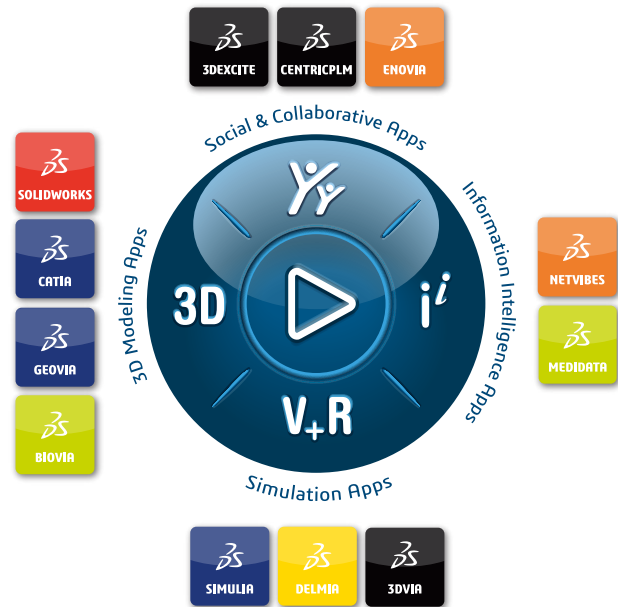 3DEXCITE
CENTRICPLM
ENOVIA
Social & Collaborative Apps
SOLIDWORKS
CATIA
GEOVIA
BIOVIA
3D Modeling Apps
3D
i i
V+R
Information Intelligence Apps
NETVIBES
MEDIDATA
Simulation Apps
SIMULIA
DELMIA
3DVIA